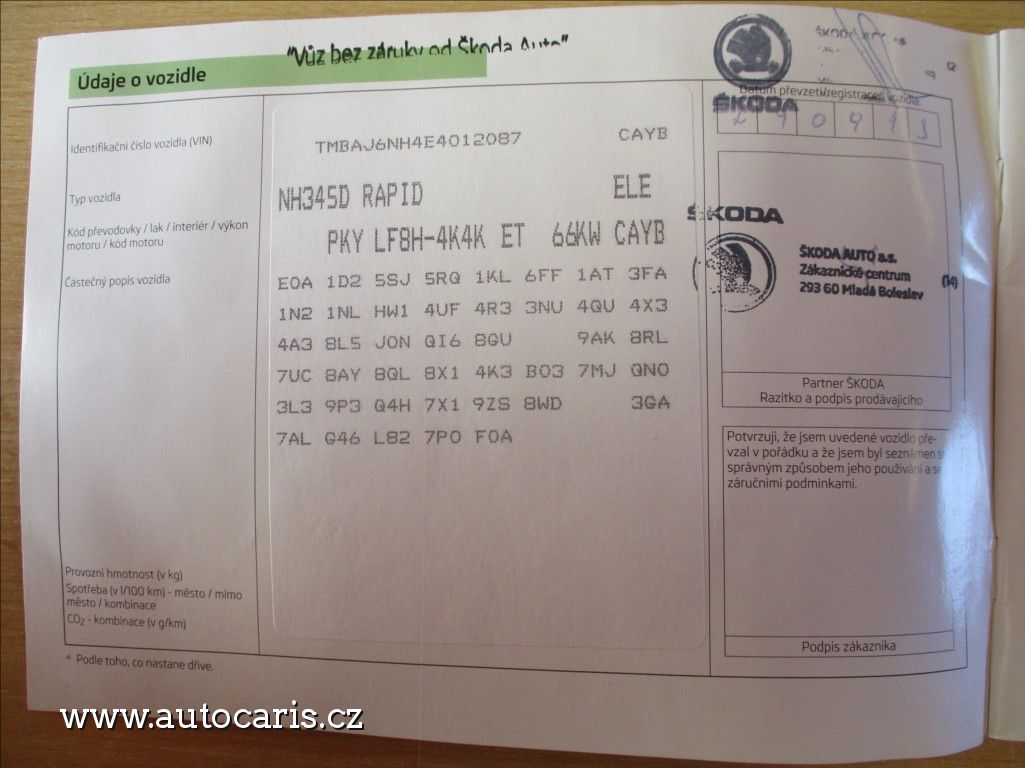 "Vůz bez záruky od Škoda Auto"
Údaje o vozidle
ŠKODA
Datum převzetí/registrace vozidla
Identifikační číslo vozidla (VIN)
TMBAJ6NH4E4012087 CAYB
Typ vozidla
NH345D RAPID ELE
Kód převodovky / lak / interiér / výkon
motoru / kód motoru
PKY LF8H-4K4K ET 66KW CAYB
Částečný popis vozidla
E0A 1D2 5SJ 5RQ 1KL 6FF 1AT 3FA
1N2 1NL HW1 4UF 4R3 3NU 4QU 4X3
4A3 8L5 J0N QI6 8GU 9AK 8RL
7UC 8AY 8QL 8X1 4K3 B03 7MJ QN0
3L3 9P3 Q4H 7X1 9ZS 8WD 3GA
7AL Q46 L82 7P0 F0A
ŠKODA
ŠKODA AUTO a.s.
Zákaznické centrum
293 60 Mladá Boleslav
(14)
Partner ŠKODA
Razítko a podpis prodávajícího
Potvrzuji, že jsem uvedené vozidlo pře-
vzal v pořádku a že jsem byl seznámen s
správným způsobem jeho používání a se
záručními podmínkami.
Podpis zákazníka
Provozní hmotnost (v kg)
Spotřeba (v l/100 km) - město / mimo
město / kombinace
CO₂ - kombinace (v g/km)
Podle toho, co nastane dříve.
www.autocaris.cz